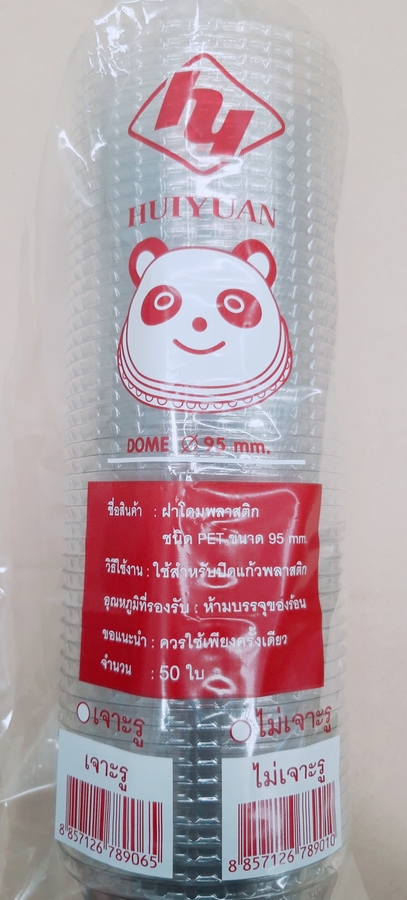 hy
HUIYUAN
DOME Ø 95 mm.
ชื่อสินค้า : ฝาโดมพลาสติก
ชนิด PET ขนาด 95 mm
วิธีใช้งาน : ใช้สำหรับปิดแก้วพลาสติก
อุณหภูมิที่รองรับ : ห้ามบรรจุของร้อน
ขอแนะนำ : ควรใช้เพียงครั้งเดียว
จำนวน : 50 ใบ
เจาะรู ไม่เจาะรู
เจาะรู ไม่เจาะรู
8 857126 789065 8 857126 789010